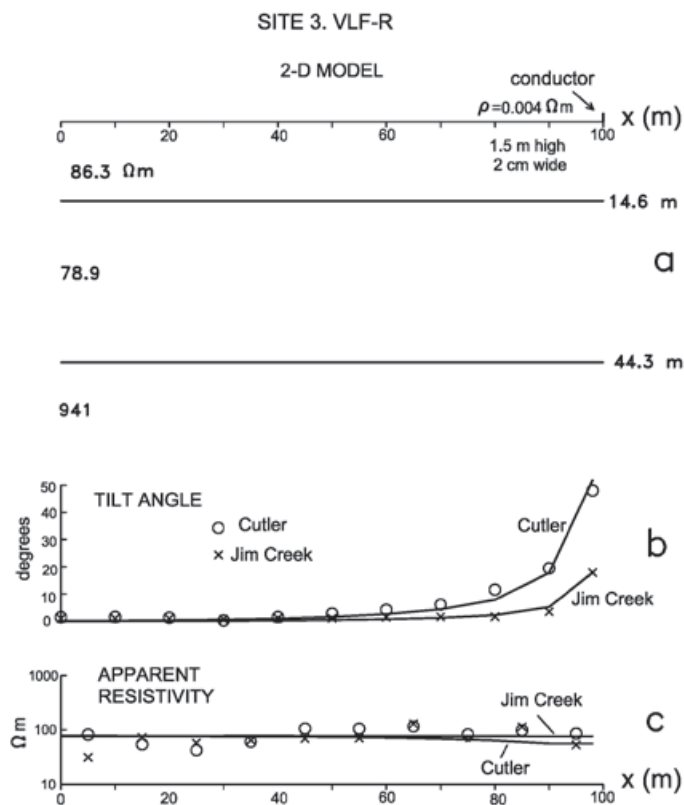 SITE 3. VLF-R
2-D MODEL
conductor
ρ=0.004 Ωm
x (m)
0 20 40 60 80 100
1.5 m high
2 cm wide
86.3 Ωm
14.6 m
a
78.9
44.3 m
941
50
40
30
20
10
0
degrees
TILT ANGLE
Cutler
Jim Creek
Cutler
Jim Creek
b
APPARENT
RESISTIVITY
1000
100
10
Ωm
Jim Creek
Cutler
c
0 20 40 60 80 100
x (m)